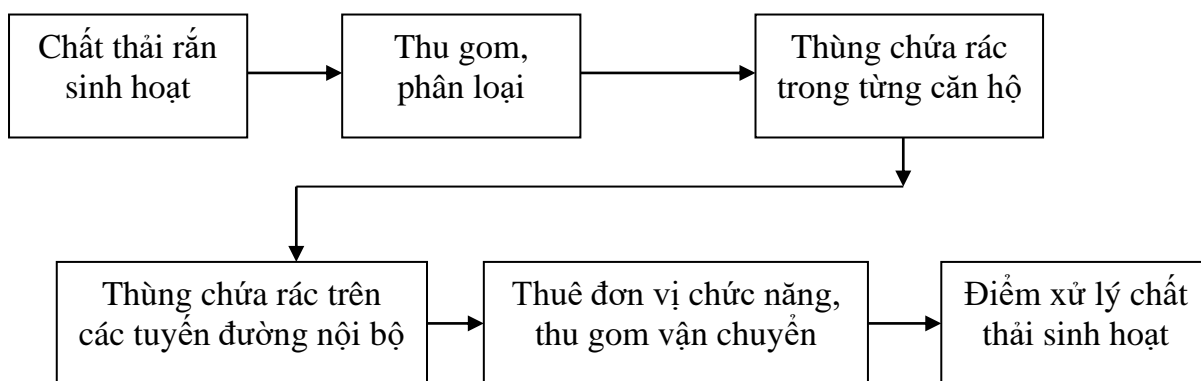 Chất thải rắn
sinh hoạt
Thu gom,
phân loại
Thùng chứa rác
trong từng căn hộ
Thùng chứa rác trên
các tuyến đường nội bộ
Thuê đơn vị chức năng,
thu gom vận chuyển
Điểm xử lý chất
thải sinh hoạt